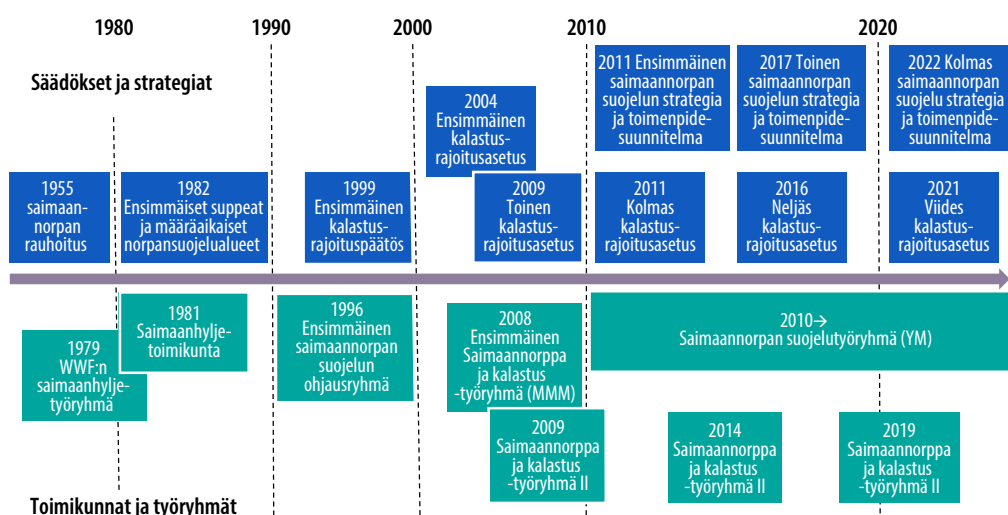 1980
1990
2000
2010
2020
Säädökset ja strategiat
2004
Ensimmäinen
kalastus-
rajoitusasetus
2011 Ensimmäinen
saimaannorpan
suojelun strategia
ja toimenpide-
suunnitelma
2017 Toinen
saimaannorpan
suojelun strategia
ja toimenpide-
suunnitelma
2022 Kolmas
saimaannorpan
suojelu strategia
ja toimenpide-
suunnitelma
1955
saimaan-
norpan
rauhoitus
1982
Ensimmäiset suppeat
ja määräaikaiset
norpansuojelualueet
1999
Ensimmäinen
kalastus-
rajoituspäätös
2009
Toinen
kalastus-
rajoitusasetus
2011
Kolmas
kalastus-
rajoitusasetus
2016
Neljäs
kalastus-
rajoitusasetus
2021
Viides
kalastus-
rajoitusasetus
1979
WWF:n
saimaanhylje-
työryhmä
1981
Saimaanhylje-
toimikunta
1996
Ensimmäinen
saimaannorpan
suojelun
ohjausryhmä
2008
Ensimmäinen
Saimaannorppa
ja kalastus
-työryhmä (MMM)
2010→
Saimaannorpan suojelutyöryhmä (YM)
2009
Saimaannorppa
ja kalastus
-työryhmä II
2014
Saimaannorppa
ja kalastus
-työryhmä II
2019
Saimaannorppa
ja kalastus
-työryhmä II
Toimikunnat ja työryhmät